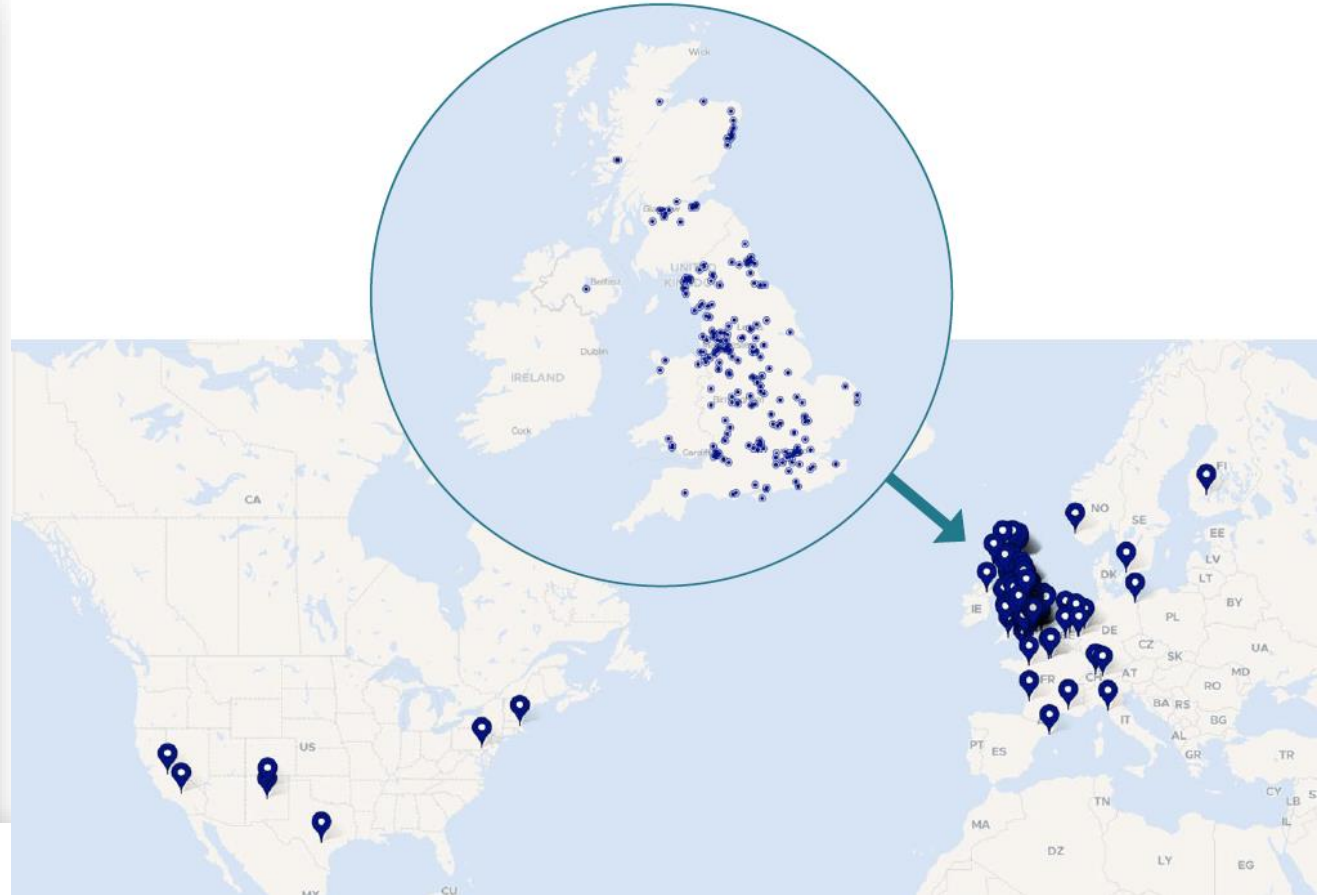 Wick
UNITED
KINGDOM
Belfast
Dublin
IRELAND
Cork
Cardiff
CA
US
MX
CU
FI
NO
SE
EE
LV
LT
DK
IE
BY
PL
DE
CZ
UA
SK
FR
CH
AT
MD
RO
BA
RS
IT
BG
PT
ES
AL
GR
TR
CY
LB
IL
TN
MA
DZ
LY
EG